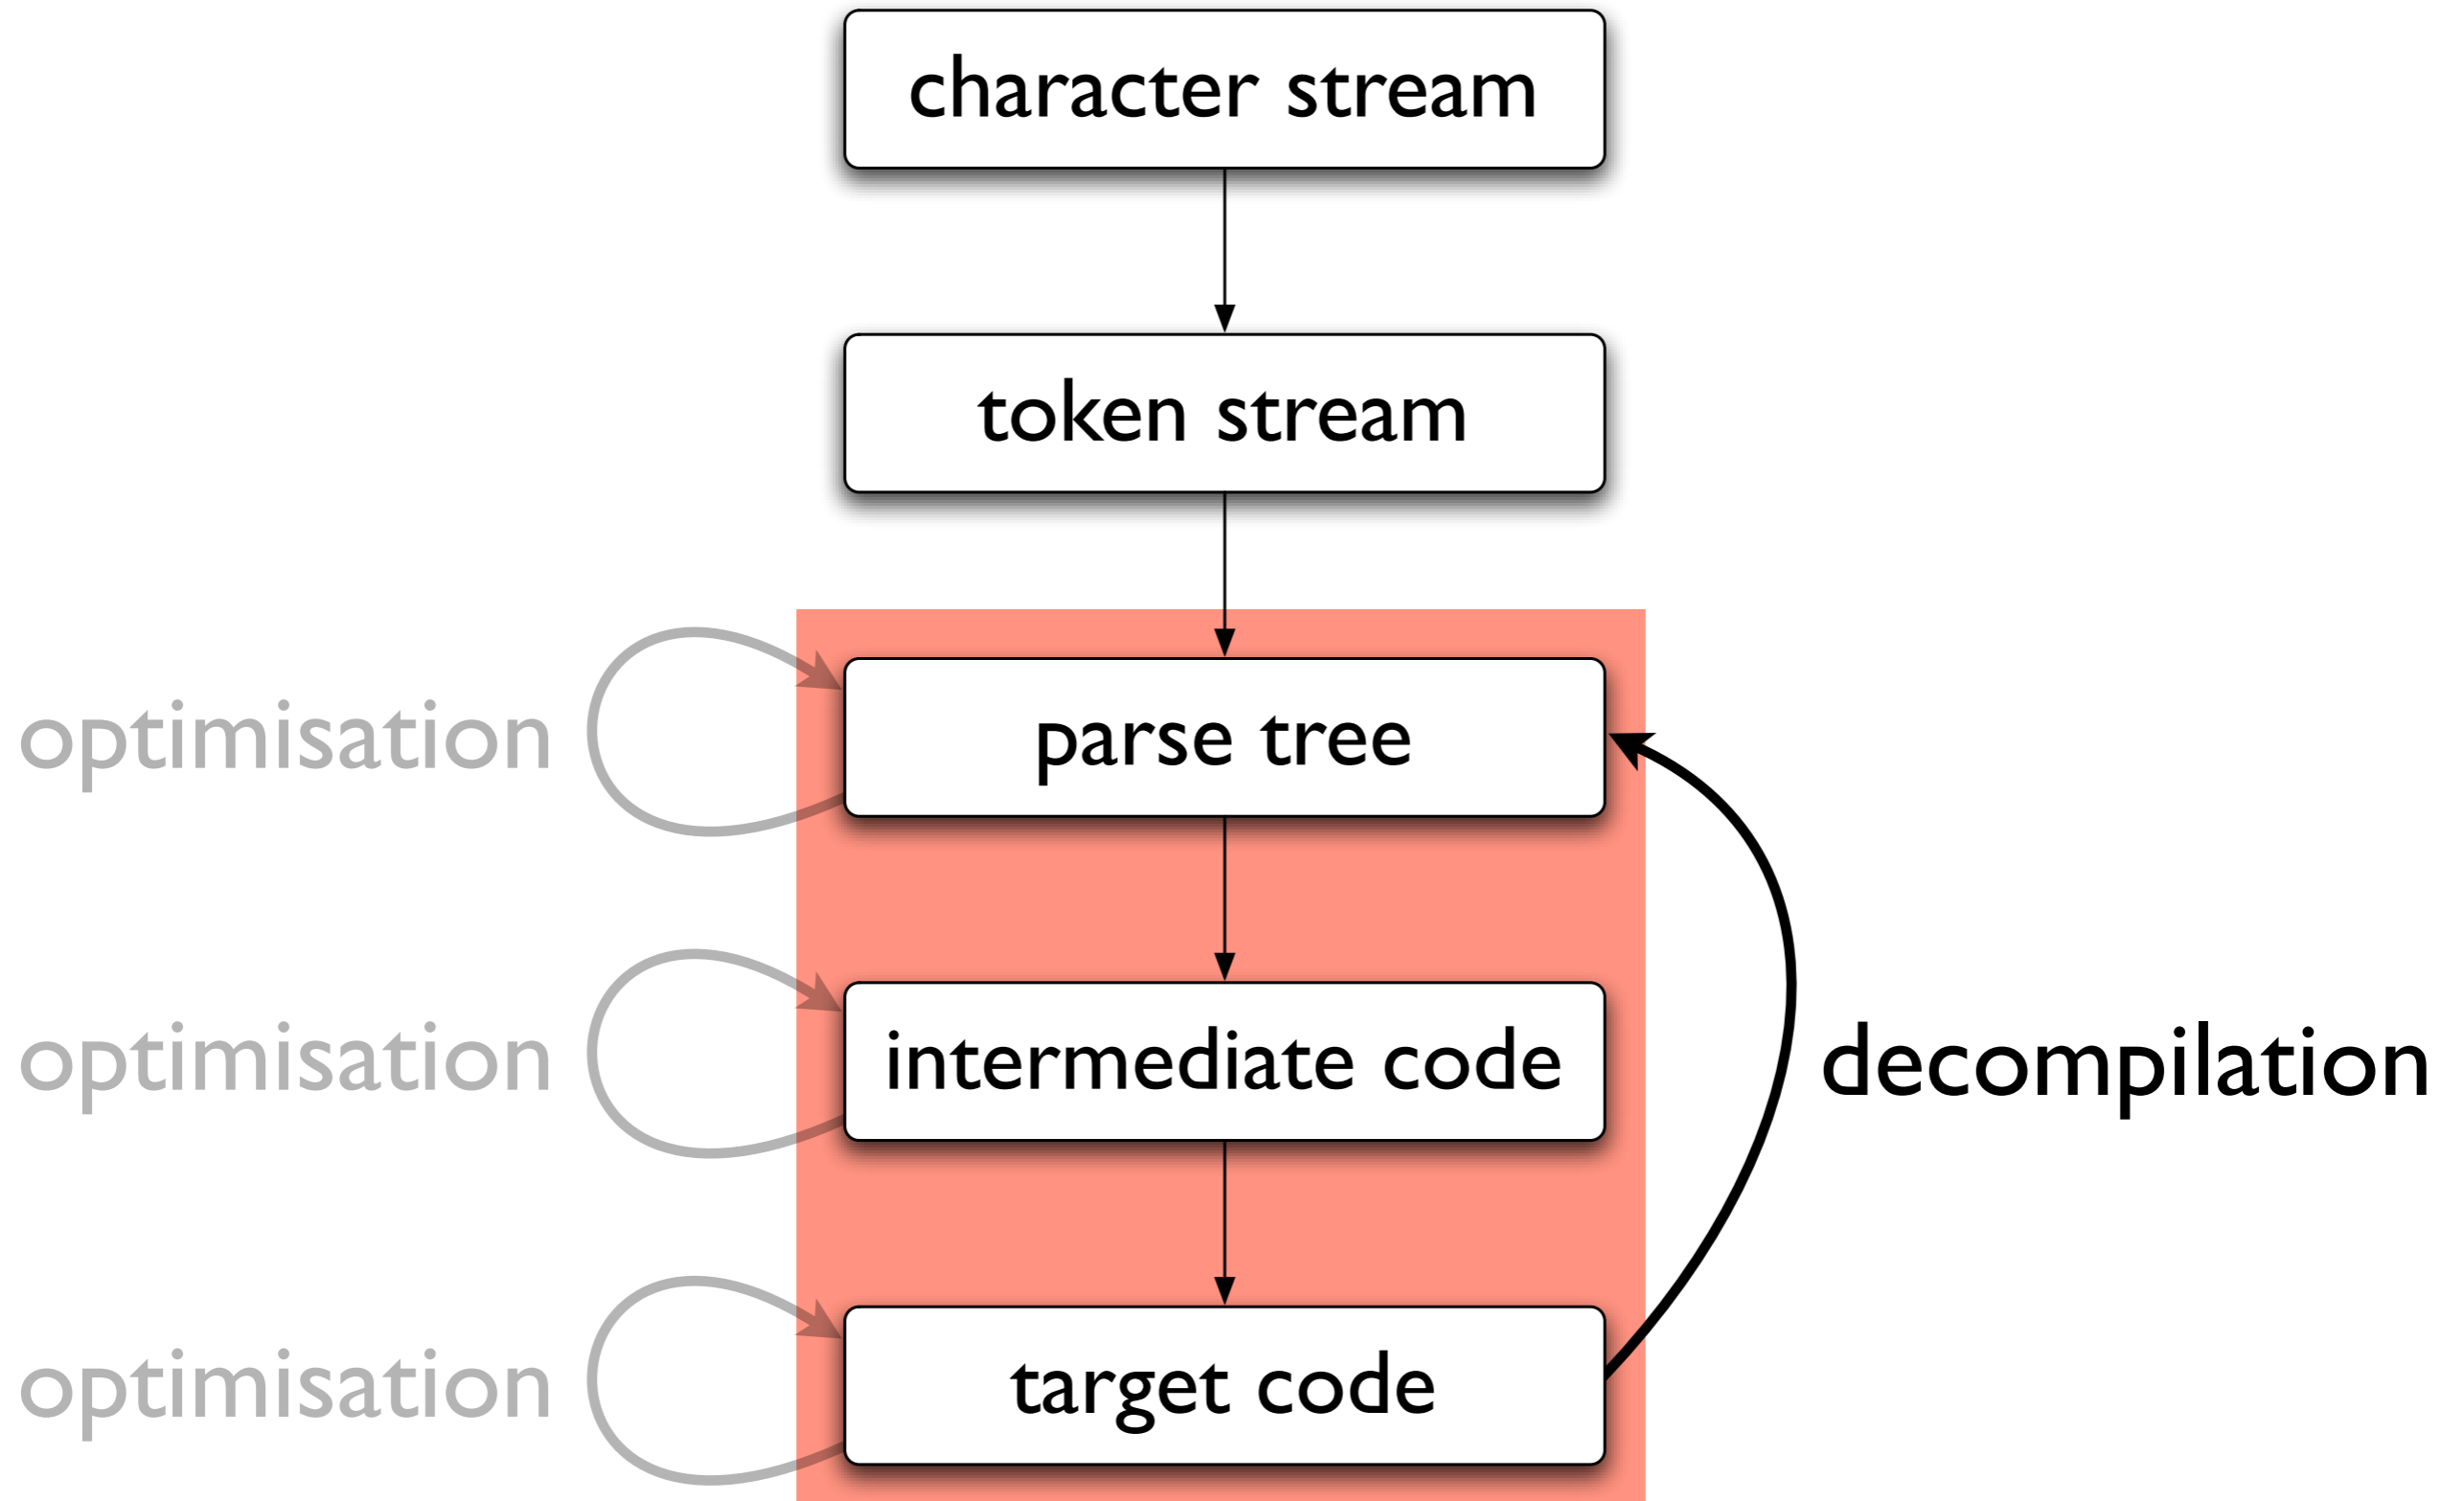 character stream
token stream
parse tree
optimisation
intermediate code
optimisation
decompilation
target code
optimisation